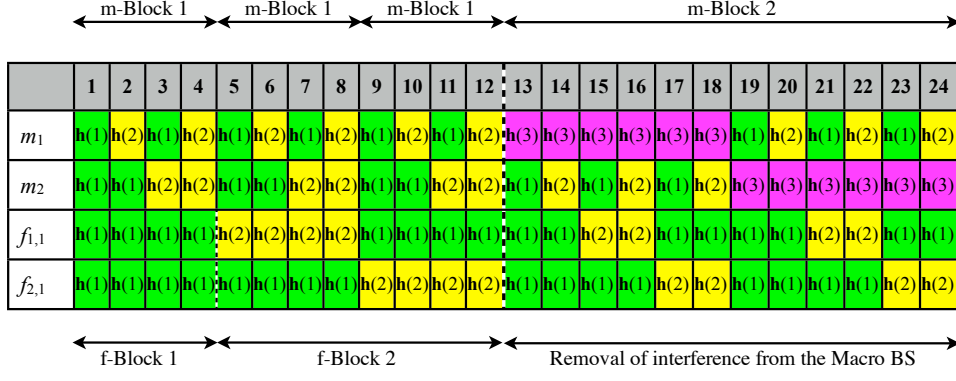 m-Block 1 m-Block 1 m-Block 1 m-Block 2
1 2 3 4 5 6 7 8 9 10 11 12 13 14 15 16 17 18 19 20 21 22 23 24
m1 h(1) h(2) h(1) h(2) h(1) h(2) h(1) h(2) h(1) h(2) h(1) h(2) h(3) h(3) h(3) h(3) h(3) h(3) h(1) h(2) h(1) h(2) h(1) h(2)
m2 h(1) h(1) h(2) h(2) h(1) h(1) h(2) h(2) h(1) h(1) h(2) h(2) h(1) h(2) h(1) h(2) h(1) h(2) h(3) h(3) h(3) h(3) h(3) h(3)
f1,1 h(1) h(1) h(1) h(1) h(2) h(2) h(2) h(2) h(1) h(1) h(1) h(1) h(1) h(1) h(2) h(2) h(1) h(1) h(1) h(1) h(2) h(2) h(1) h(1)
f2,1 h(1) h(1) h(1) h(1) h(1) h(1) h(1) h(1) h(2) h(2) h(2) h(2) h(1) h(1) h(1) h(1) h(2) h(2) h(1) h(1) h(1) h(1) h(2) h(2)
f-Block 1 f-Block 2 Removal of interference from the Macro BS